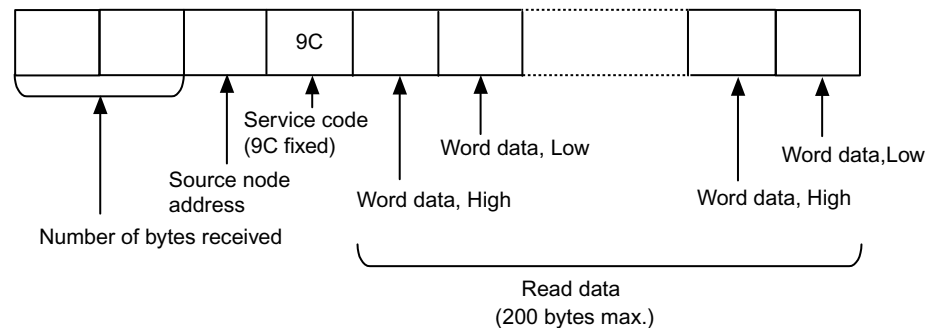 9C
Service code
(9C fixed)
Word data, Low
Word data,Low
Source node
address
Word data, High
Word data, High
Number of bytes received
Read data
(200 bytes max.)